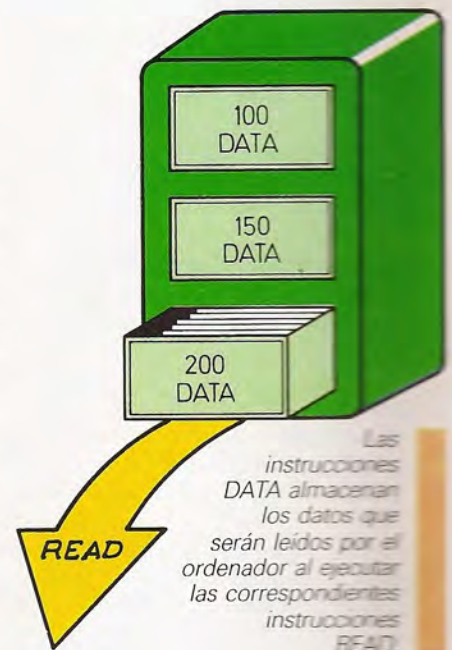 100
DATA
150
DATA
200
DATA
READ
Las
instrucciones
DATA almacenan
los datos que
serán leídos por el
ordenador al ejecutar
las correspondientes
instrucciones
READ.